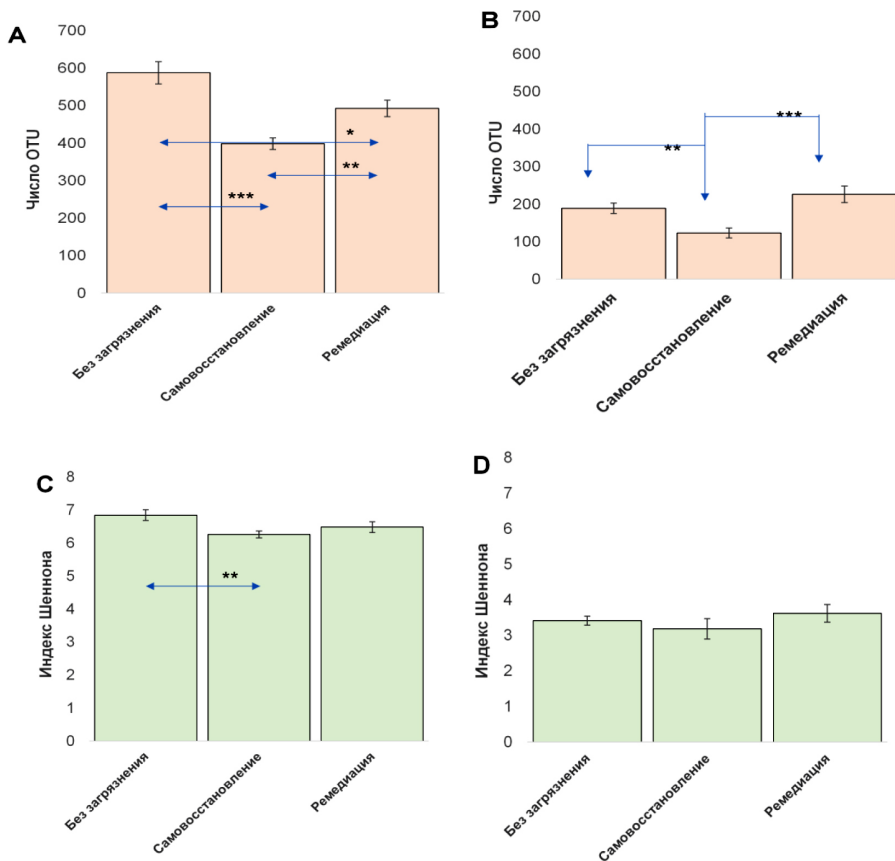 A
700
600
500
400
300
200
100
0
Число OTU
*
**
***
Без загрязнения
Самовосстановление
Ремедиация
B
700
600
500
400
300
200
100
0
Число OTU
***
**
Без загрязнения
Самовосстановление
Ремедиация
C
8
7
6
5
4
3
2
1
0
Индекс Шеннона
**
Без загрязнения
Самовосстановление
Ремедиация
D
8
7
6
5
4
3
2
1
0
Индекс Шеннона
Без загрязнения
Самовосстановление
Ремедиация